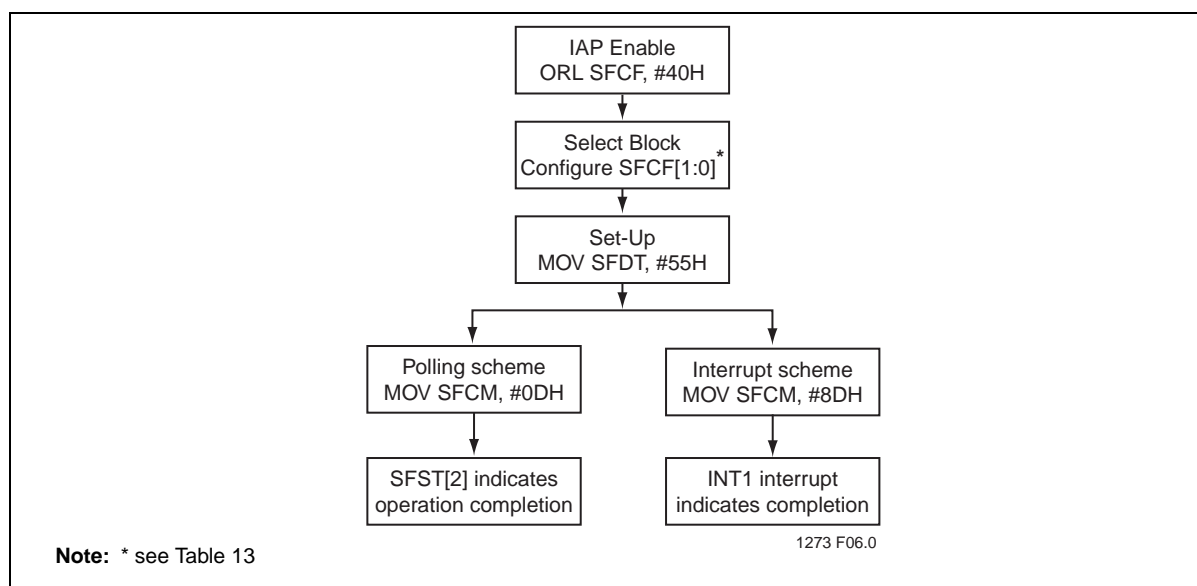 IAP Enable
ORL SFCF, #40H
Select Block
Configure SFCF[1:0]*
Set-Up
MOV SFDT, #55H
Polling scheme
MOV SFCM, #0DH
Interrupt scheme
MOV SFCM, #8DH
SFST[2] indicates
operation completion
INT1 interrupt
indicates completion
1273 F06.0
Note: * see Table 13